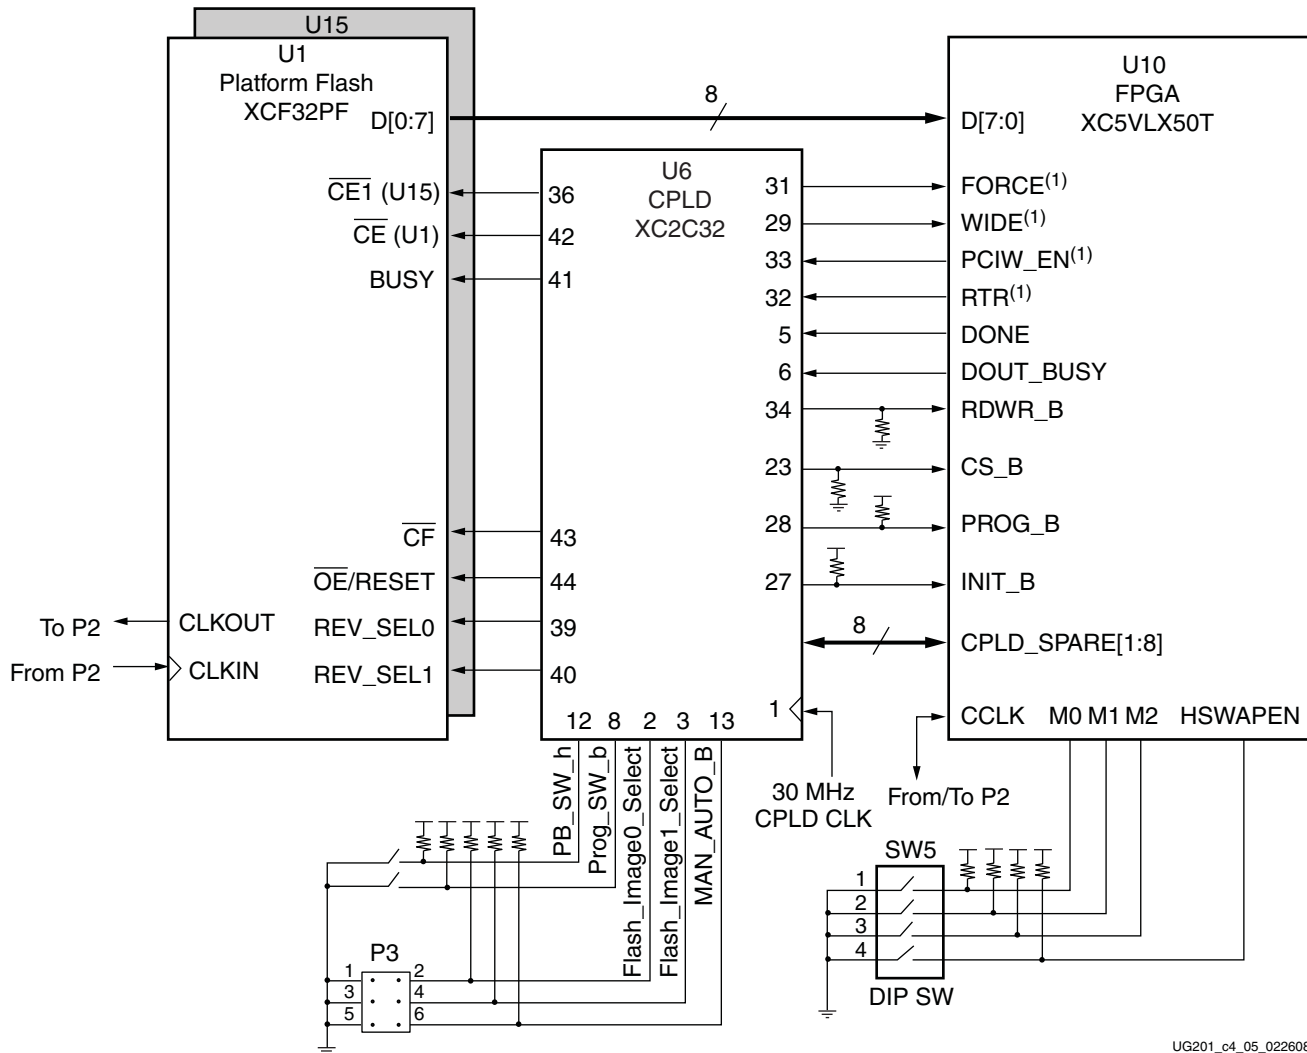 U15
U1
Platform Flash
XCF32PF
D[0:7]
CE1 (U15)
CE (U1)
BUSY
CF
OE/RESET
REV_SEL0
REV_SEL1
CLKOUT
CLKIN
To P2
From P2
8
U6
CPLD
XC2C32
36
42
41
43
44
39
40
31
29
33
32
5
6
34
23
28
27
8
1
12 8 2 3 13
PB_SW_h
Prog_SW_b
Flash_Image0_Select
Flash_Image1_Select
MAN_AUTO_B
30 MHz
CPLD CLK
U10
FPGA
XC5VLX50T
D[7:0]
FORCE(1)
WIDE(1)
PCIW_EN(1)
RTR(1)
DONE
DOUT_BUSY
RDWR_B
CS_B
PROG_B
INIT_B
CPLD_SPARE[1:8]
CCLK M0 M1 M2 HSWAPEN
From/To P2
P3
1 2
3 4
5 6
SW5
1
2
3
4
DIP SW
UG201_c4_05_022608